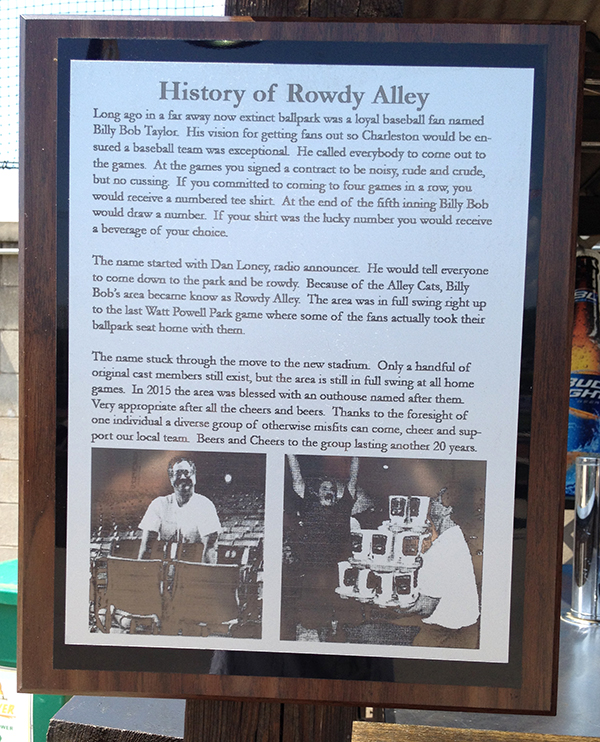 History of Rowdy Alley
Long ago in a far away now extinct ballpark was a loyal baseball fan named
Billy Bob Taylor. His vision for getting fans out so Charleston would be en-
sured a baseball team was exceptional. He called everybody to come out to
the games. At the games you signed a contract to be noisy, rude and crude,
but no cussing. If you committed to coming to four games in a row, you
would receive a numbered tee shirt. At the end of the fifth inning Billy Bob
would draw a number. If your shirt was the lucky number you would receive
a beverage of your choice.
The name started with Dan Loney, radio announcer. He would tell everyone
to come down to the park and be rowdy. Because of the Alley Cats, Billy
Bob's area became know as Rowdy Alley. The area was in full swing right up
to the last Watt Powell Park game where some of the fans actually took their
ballpark seat home with them.
The name stuck through the move to the new stadium. Only a handful of
original cast members still exist, but the area is still in full swing at all home
games. In 2015 the area was blessed with an outhouse named after them.
Very appropriate after all the cheers and beers. Thanks to the foresight of
one individual a diverse group of otherwise misfits can come, cheer and sup-
port our local team. Beers and Cheers to the group lasting another 20 years.